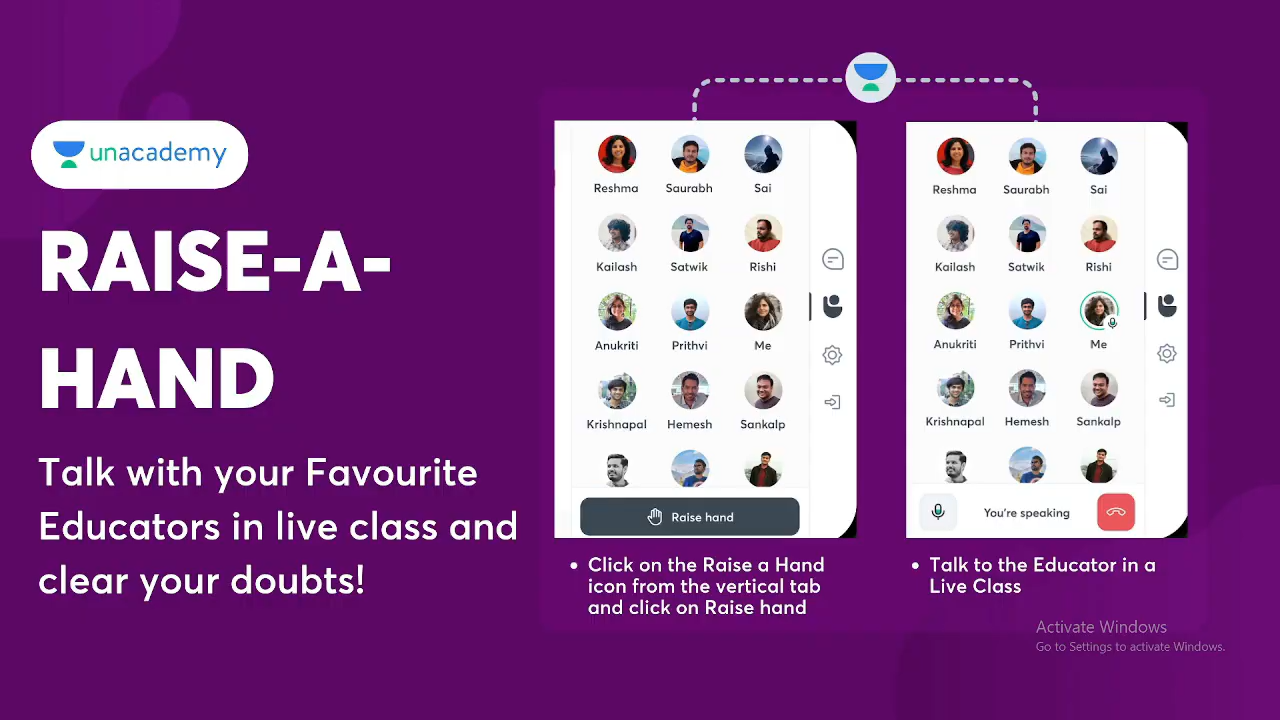 unacademy
RAISE-A-
HAND
Talk with your Favourite
Educators in live class and
clear your doubts!
Reshma Saurabh Sai
Kailash Satwik Rishi
Anukriti Prithvi Me
Krishnapal Hemesh Sankalp
Raise hand
• Click on the Raise a Hand
icon from the vertical tab
and click on Raise hand
Reshma Saurabh Sai
Kailash Satwik Rishi
Anukriti Prithvi Me
Krishnapal Hemesh Sankalp
You're speaking
• Talk to the Educator in a
Live Class
Activate Windows
Go to Settings to activate Windows.